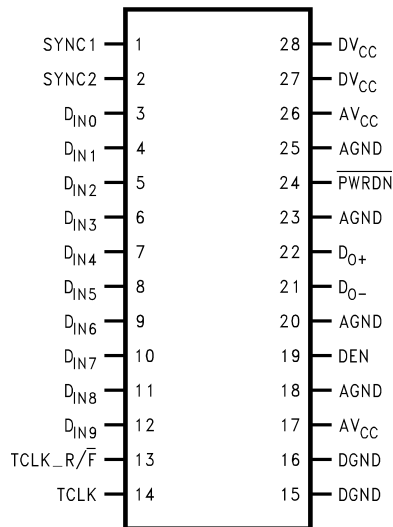 SYNC1 1 28 DVCC
SYNC2 2 27 DVCC
DIN0 3 26 AVCC
DIN1 4 25 AGND
DIN2 5 24 P̅W̅R̅D̅N̅
DIN3 6 23 AGND
DIN4 7 22 DO+
DIN5 8 21 DO−
DIN6 9 20 AGND
DIN7 10 19 DEN
DIN8 11 18 AGND
DIN9 12 17 AVCC
TCLK_R/F̅ 13 16 DGND
TCLK 14 15 DGND